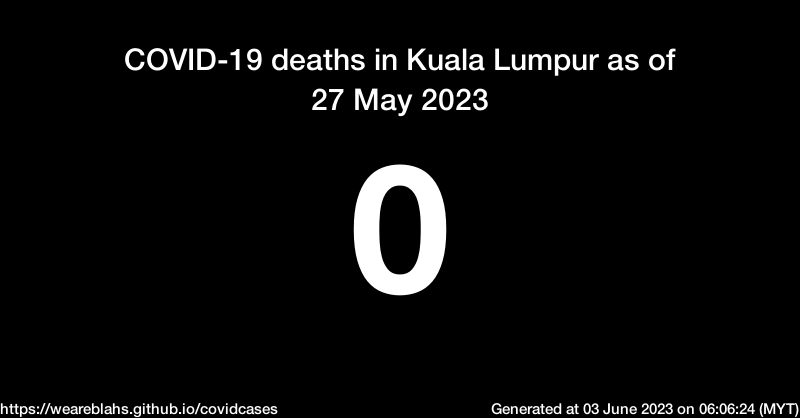 COVID-19 deaths in Kuala Lumpur as of
27 May 2023
0
https://weareblahs.github.io/covidcases
Generated at 03 June 2023 on 06:06:24 (MYT)